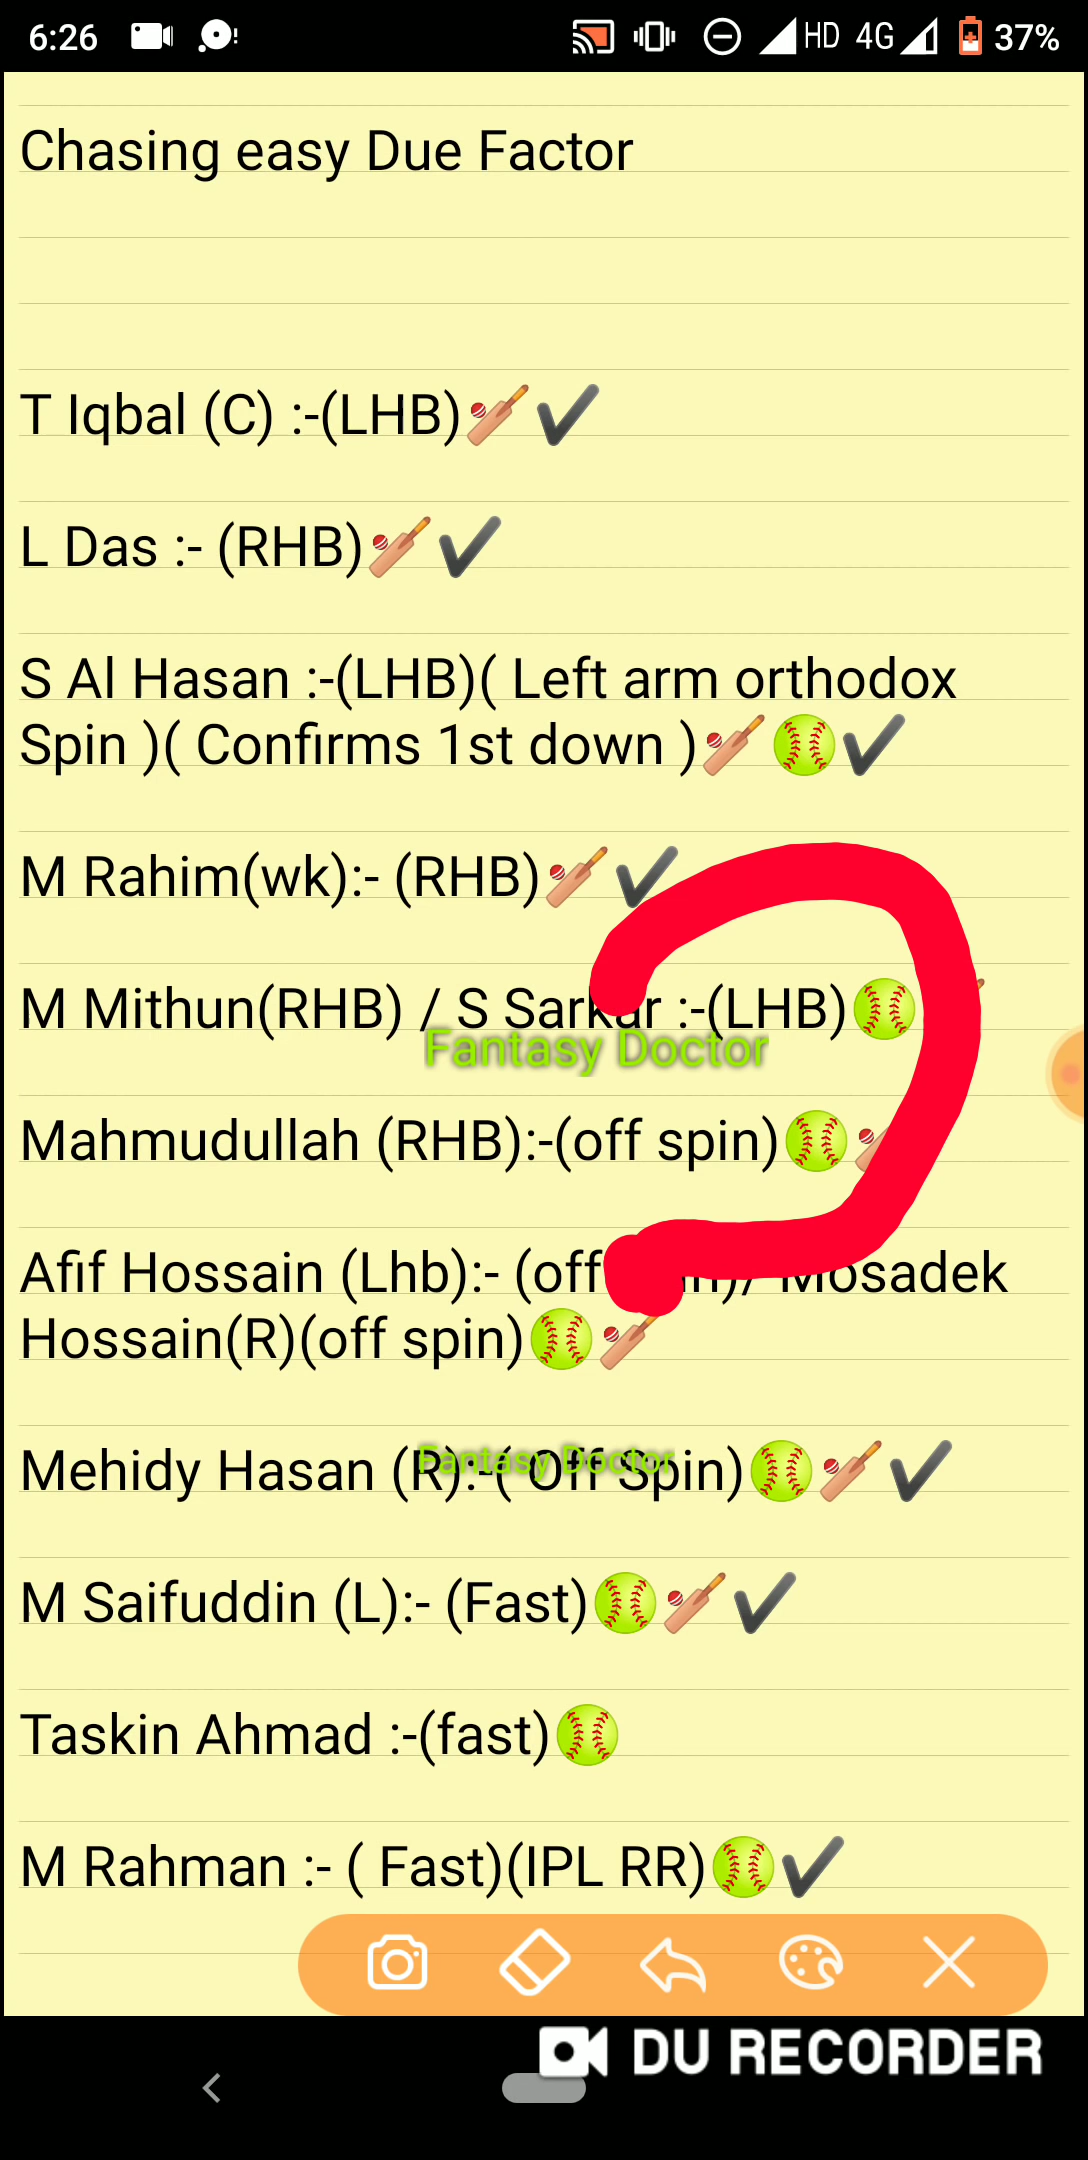 6:26 HD 4G 37%
Chasing easy Due Factor
T Iqbal (C) :-(LHB)🏏✔
L Das :- (RHB)🏏✔
S Al Hasan :-(LHB)( Left arm orthodox
Spin )( Confirms 1st down )🏏🥎✔
M Rahim(wk):- (RHB)🏏✔
M Mithun(RHB) / S Sarkar :-(LHB)🥎
Fantasy Doctor
Mahmudullah (RHB):-(off spin)🥎🏏
Afif Hossain (Lhb):- (off / Mosadek
Hossain(R)(off spin)🥎🏏
Mehidy Hasan (R):-( Off Spin)🥎🏏✔
Fantasy Doctor
M Saifuddin (L):- (Fast)🥎🏏✔
Taskin Ahmad :-(fast)🥎
M Rahman :- ( Fast)(IPL RR)🥎✔
DU RECORDER